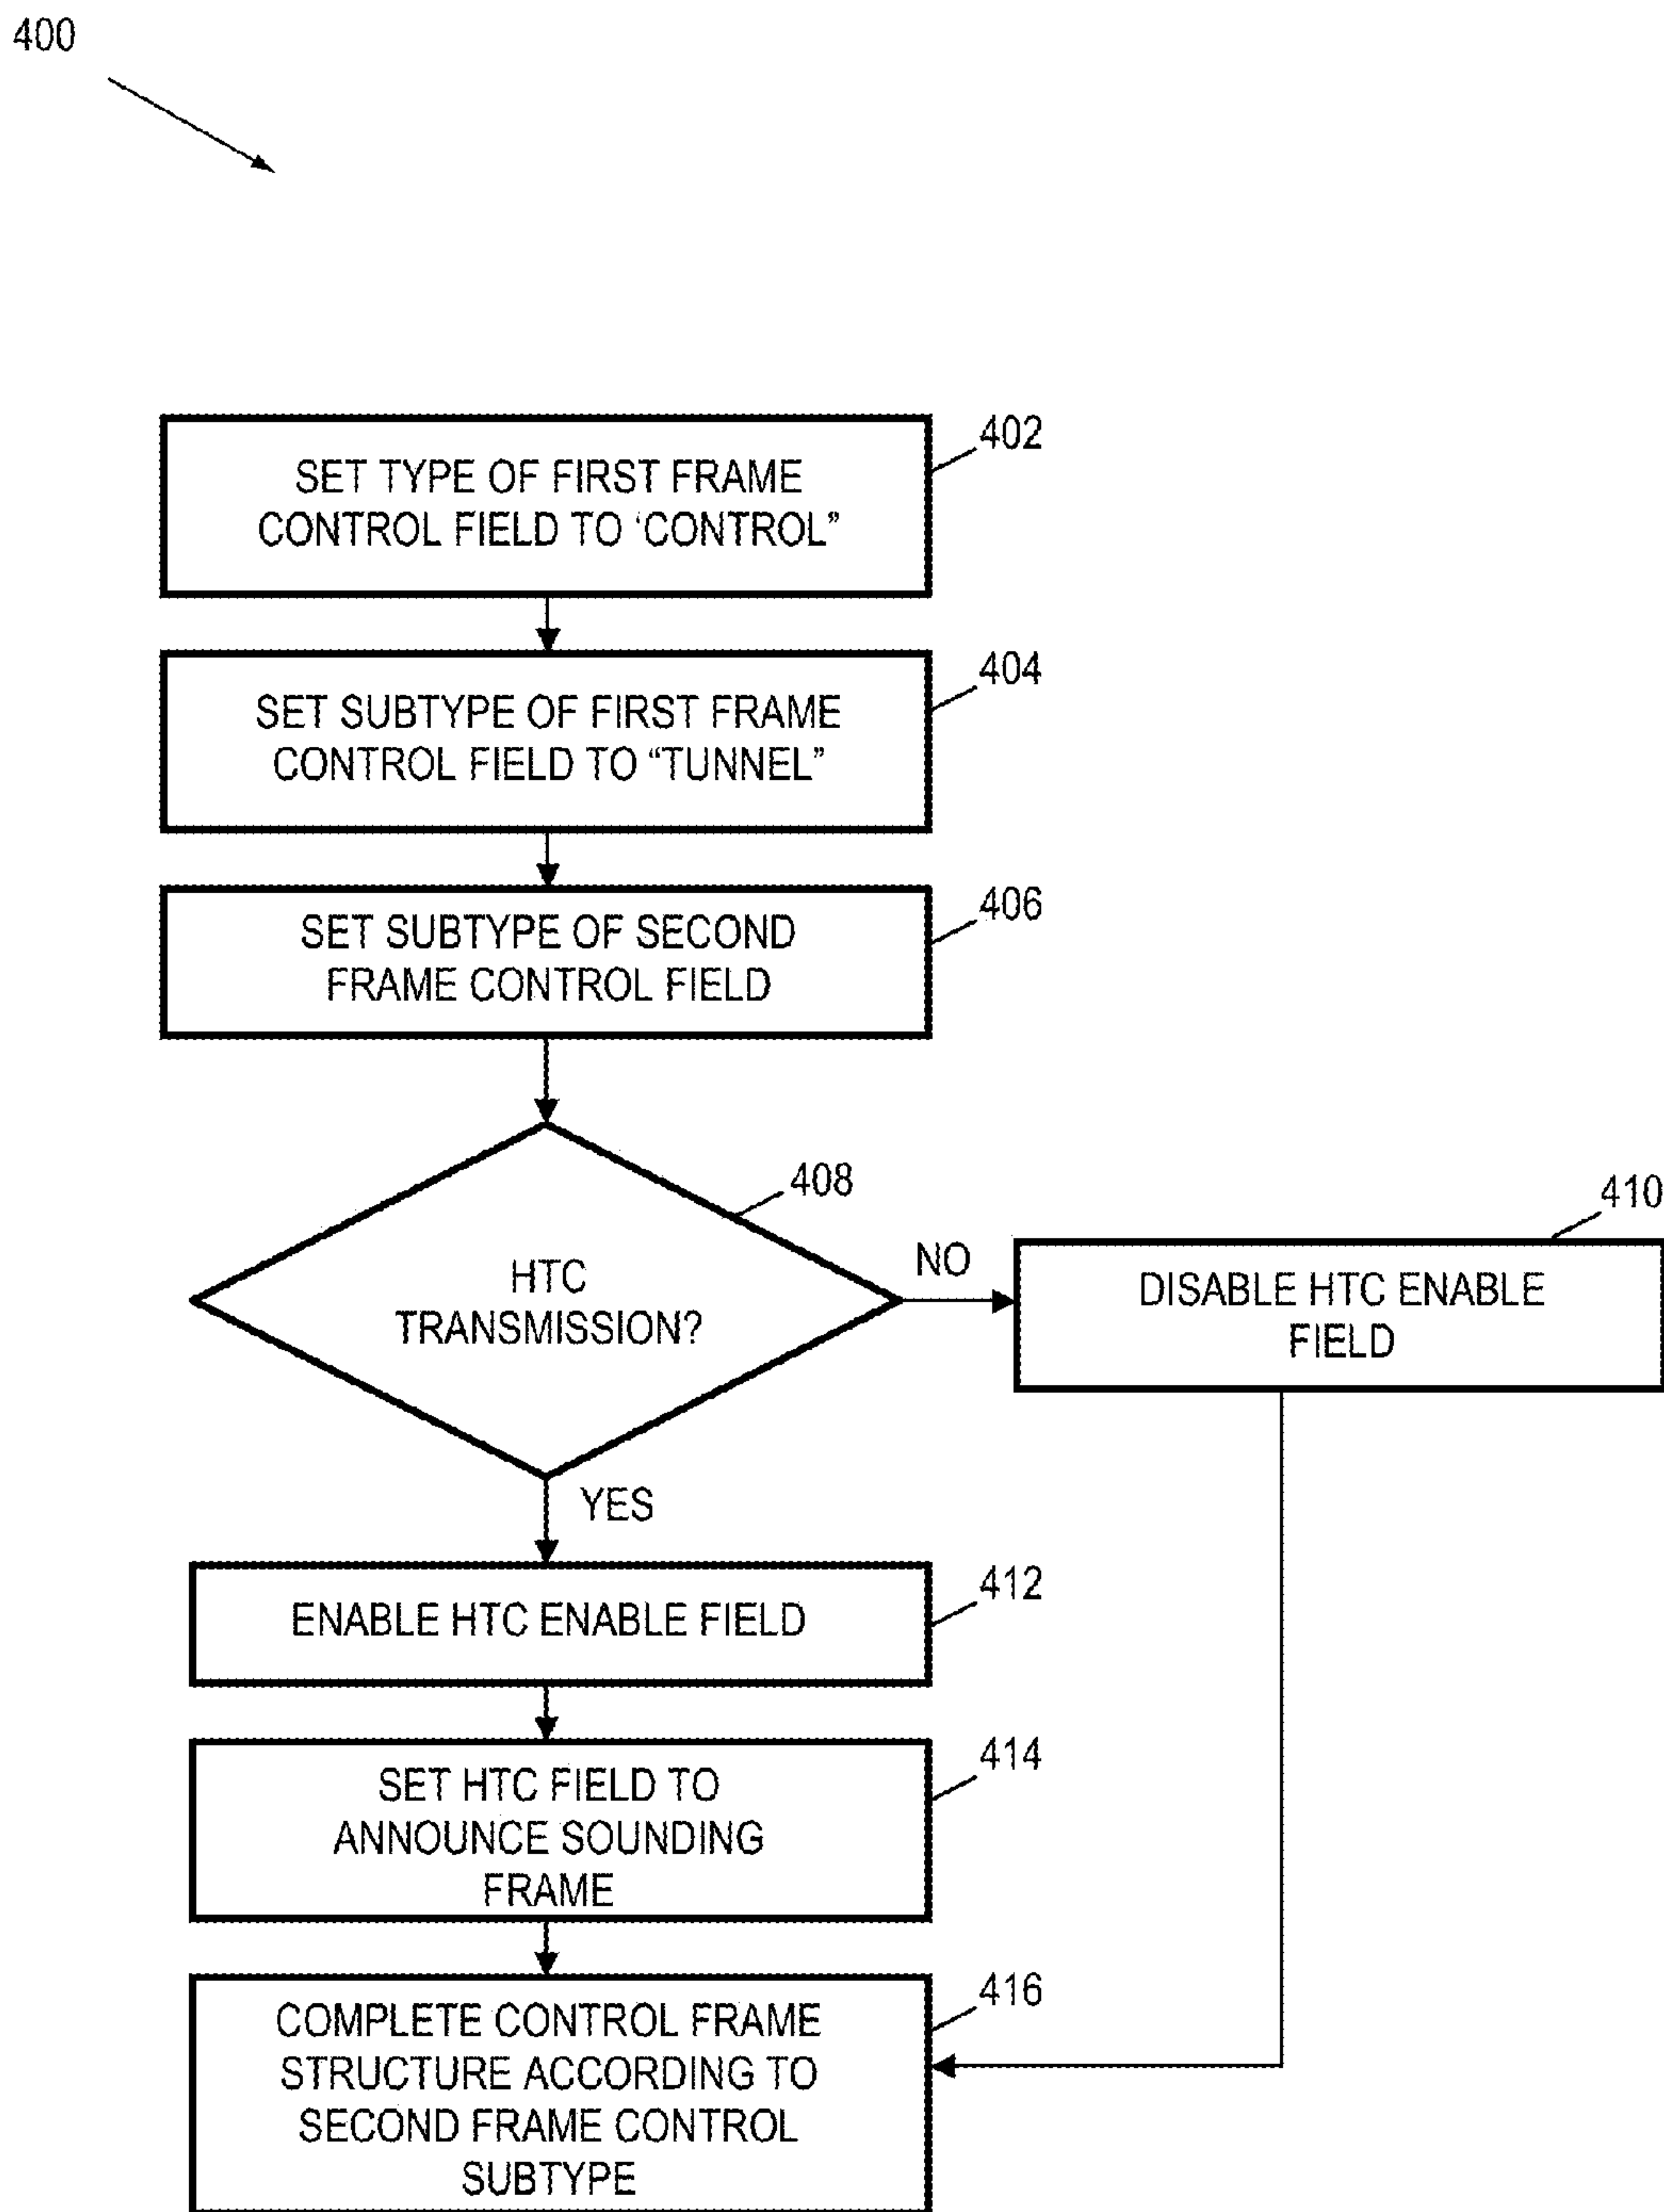 400
402
SET TYPE OF FIRST FRAME
CONTROL FIELD TO ‘CONTROL”
404
SET SUBTYPE OF FIRST FRAME
CONTROL FIELD TO “TUNNEL”
406
SET SUBTYPE OF SECOND
FRAME CONTROL FIELD
408
HTC
TRANSMISSION?
NO
410
DISABLE HTC ENABLE
FIELD
YES
412
ENABLE HTC ENABLE FIELD
414
SET HTC FIELD TO
ANNOUNCE SOUNDING
FRAME
416
COMPLETE CONTROL FRAME
STRUCTURE ACCORDING TO
SECOND FRAME CONTROL
SUBTYPE